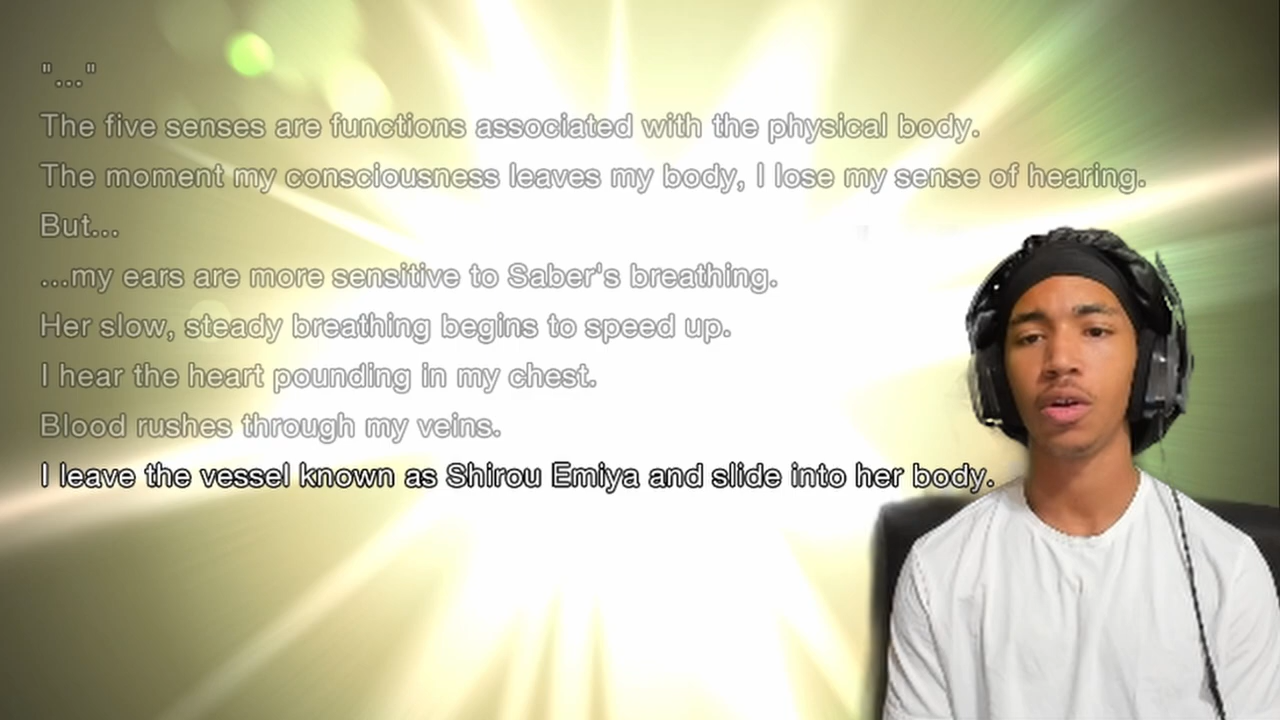 "..."
The five senses are functions associated with the physical body.
The moment my consciousness leaves my body, I lose my sense of hearing.
But...
...my ears are more sensitive to Saber's breathing.
Her slow, steady breathing begins to speed up.
I hear the heart pounding in my chest.
Blood rushes through my veins.
I leave the vessel known as Shirou Emiya and slide into her body.